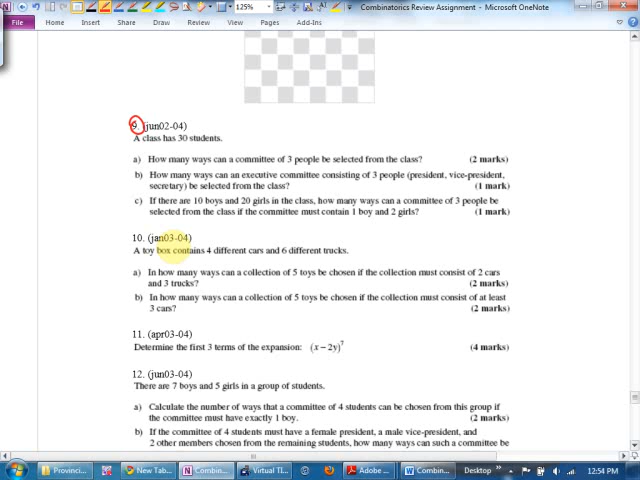 Combinatorics Review Assignment - Microsoft OneNote
File Home Insert Share Draw Review View Pages Add-Ins
125%
9. (jun02-04)
A class has 30 students.
a) How many ways can a committee of 3 people be selected from the class? (2 marks)
b) How many ways can an executive committee consisting of 3 people (president, vice-president,
secretary) be selected from the class? (1 mark)
c) If there are 10 boys and 20 girls in the class, how many ways can a committee of 3 people be
selected from the class if the committee must contain 1 boy and 2 girls? (1 mark)
10. (jan03-04)
A toy box contains 4 different cars and 6 different trucks.
a) In how many ways can a collection of 5 toys be chosen if the collection must consist of 2 cars
and 3 trucks? (2 marks)
b) In how many ways can a collection of 5 toys be chosen if the collection must consist of at least
3 cars? (2 marks)
11. (apr03-04)
Determine the first 3 terms of the expansion: (x − 2y)⁷ (4 marks)
12. (jun03-04)
There are 7 boys and 5 girls in a group of students.
a) Calculate the number of ways that a committee of 4 students can be chosen from this group if
the committee must have exactly 1 boy. (2 marks)
b) If the committee of 4 students must have a female president, a male vice-president, and
2 other members chosen from the remaining students, how many ways can such a committee be
Provinci... New Tab... Combin... Virtual TI... Adobe... Combin... Desktop » 12:54 PM